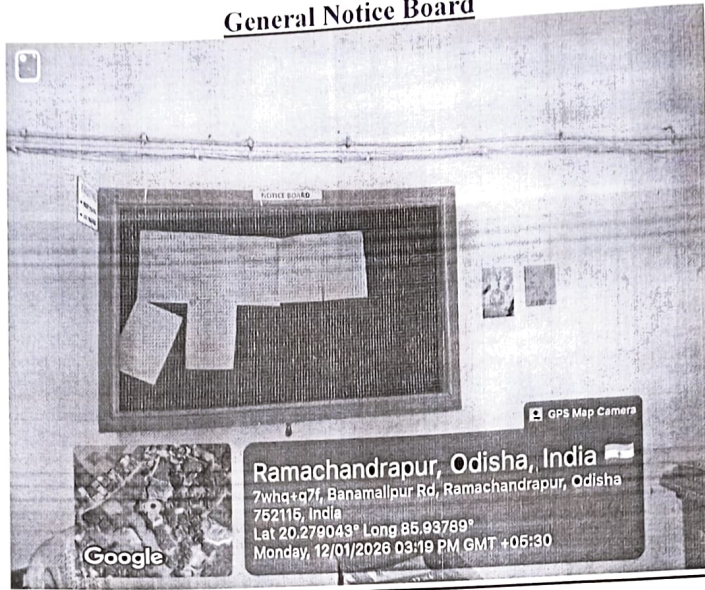 General Notice Board
NOTICE BOARD
GPS Map Camera
Ramachandrapur, Odisha, India
7whq+q7f, Banamalipur Rd, Ramachandrapur, Odisha
752115, India
Lat 20.279043° Long 85.93789°
Monday, 12/01/2026 03:19 PM GMT +05:30
Google